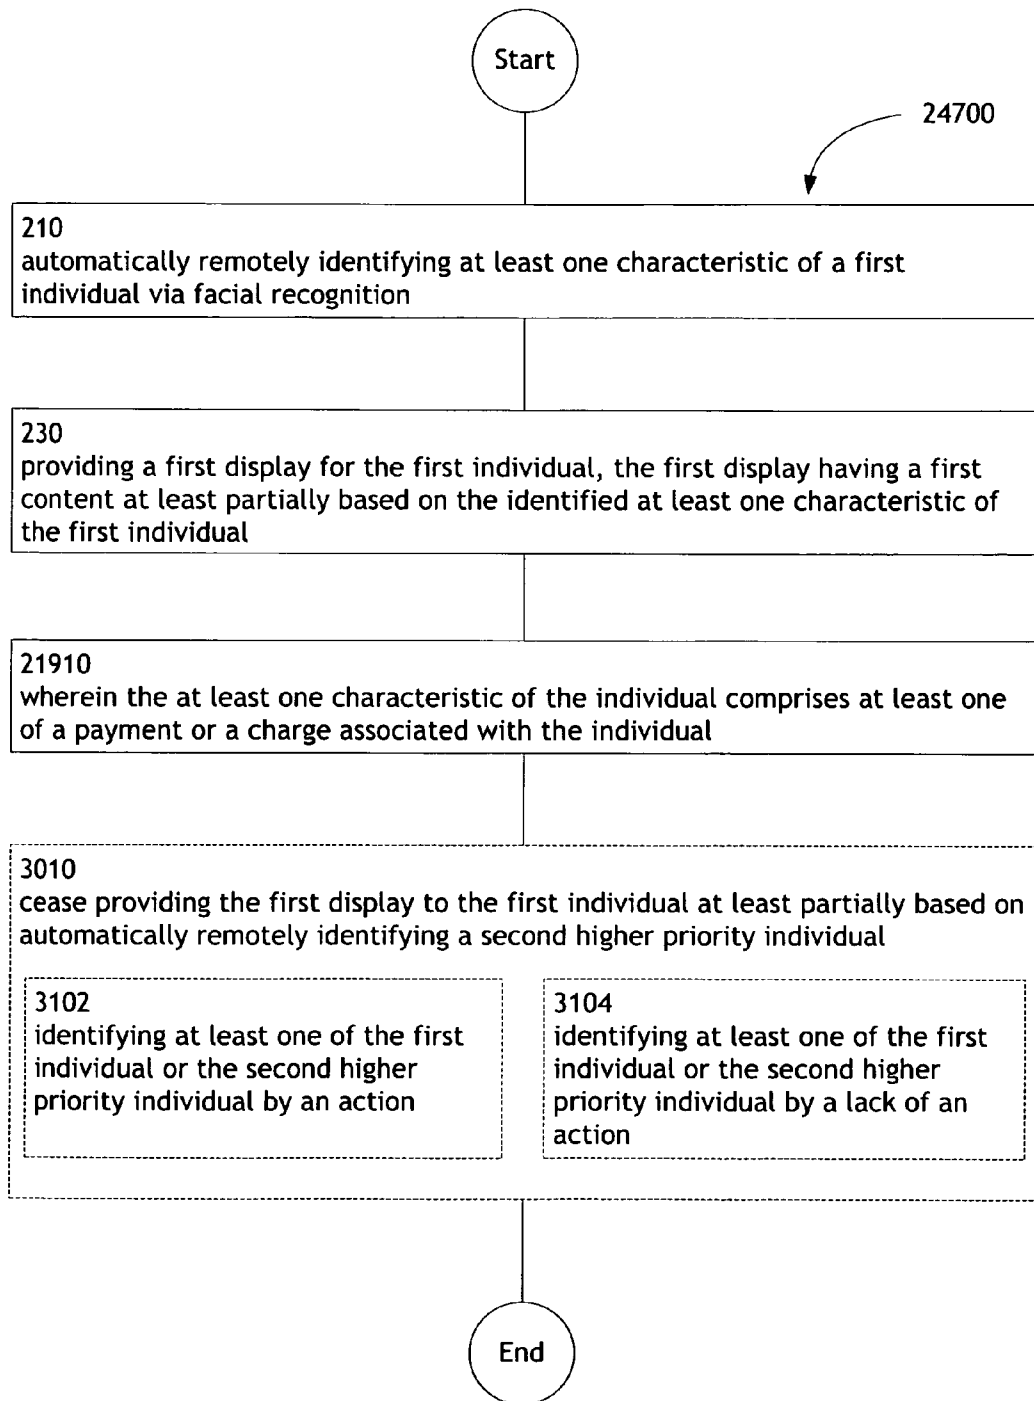 Start
24700
210
automatically remotely identifying at least one characteristic of a first
individual via facial recognition
230
providing a first display for the first individual, the first display having a first
content at least partially based on the identified at least one characteristic of
the first individual
21910
wherein the at least one characteristic of the individual comprises at least one
of a payment or a charge associated with the individual
3010
cease providing the first display to the first individual at least partially based on
automatically remotely identifying a second higher priority individual
3102
identifying at least one of the first
individual or the second higher
priority individual by an action
3104
identifying at least one of the first
individual or the second higher
priority individual by a lack of an
action
End